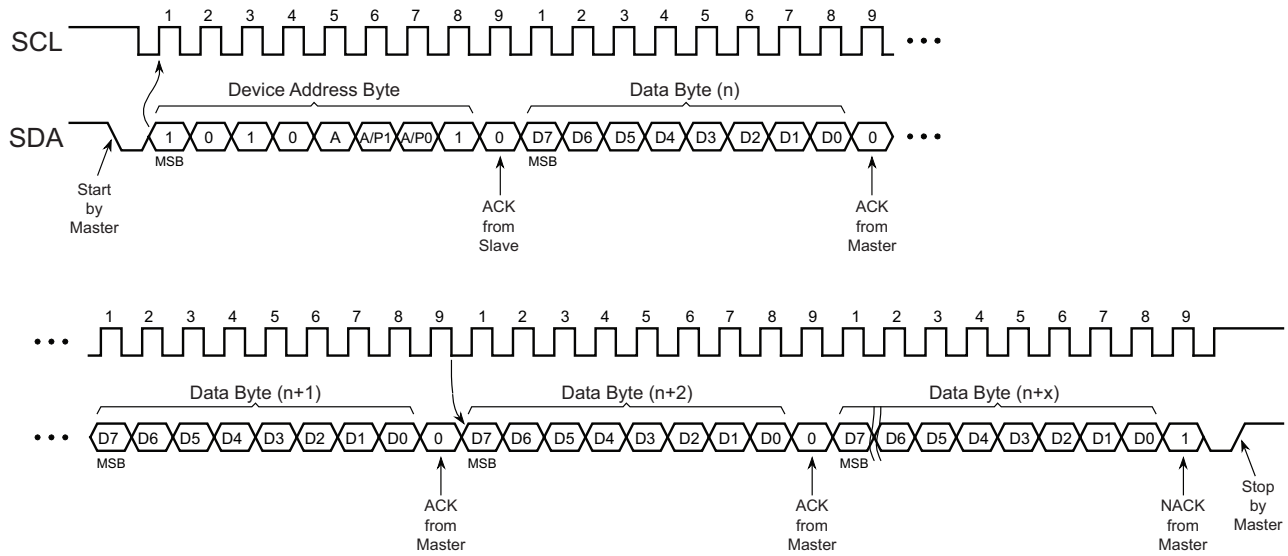 1 2 3 4 5 6 7 8 9 1 2 3 4 5 6 7 8 9
SCL
Device Address Byte Data Byte (n)
SDA 1 0 1 0 A A/P1 A/P0 1 0 D7 D6 D5 D4 D3 D2 D1 D0 0
MSB MSB
Start
by
Master
ACK
from
Slave
ACK
from
Master
1 2 3 4 5 6 7 8 9 1 2 3 4 5 6 7 8 9 1 2 3 4 5 6 7 8 9
Data Byte (n+1) Data Byte (n+2) Data Byte (n+x)
D7 D6 D5 D4 D3 D2 D1 D0 0 D7 D6 D5 D4 D3 D2 D1 D0 0 D7 D6 D5 D4 D3 D2 D1 D0 1
MSB MSB MSB
ACK
from
Master
ACK
from
Master
NACK
from
Master
Stop
by
Master